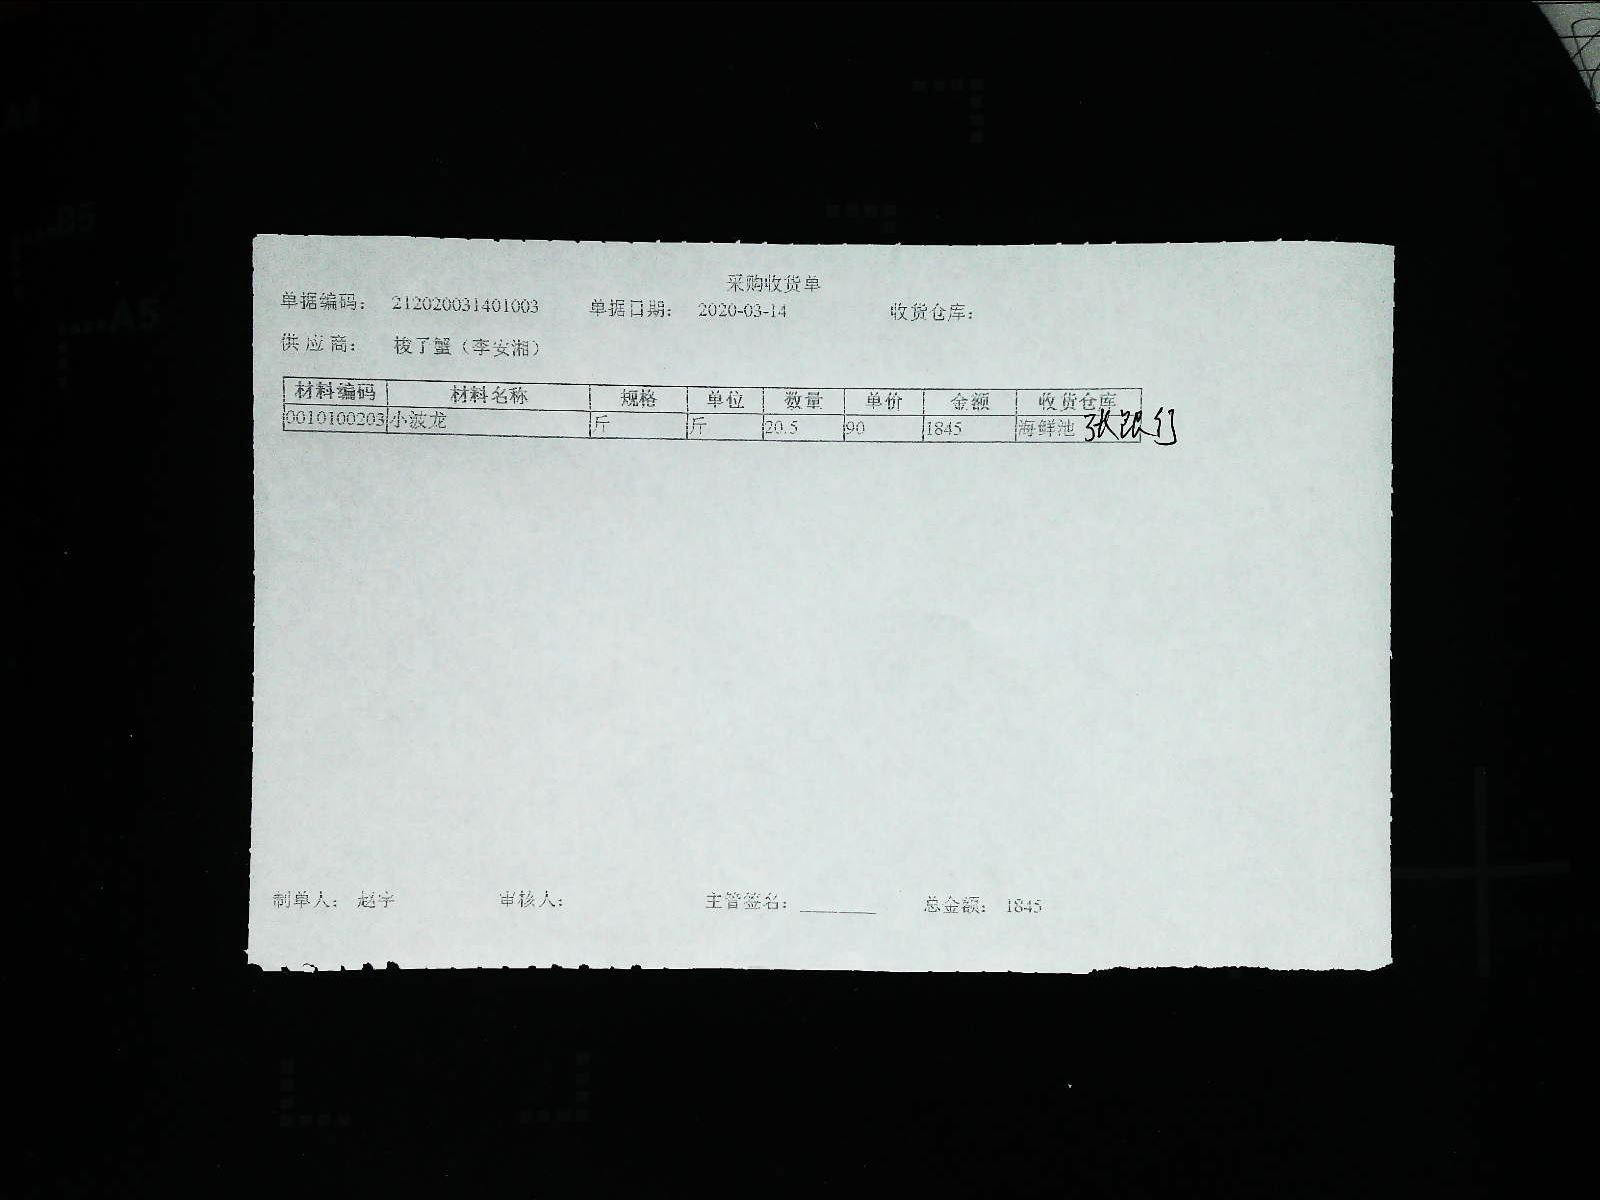 采购收货单
单据编码： 212020031401003 单据日期： 2020-03-14 收货仓库：
供 应 商： 梭子蟹（李安湘）
材料编码 材料名称 规格 单位 数量 单价 金额 收货仓库
0010100203 小波龙 斤 斤 20.5 90 1845 海鲜池
制单人： 赵宇 审核人： 主管签名： 总金额： 1845
A4
B5
A5